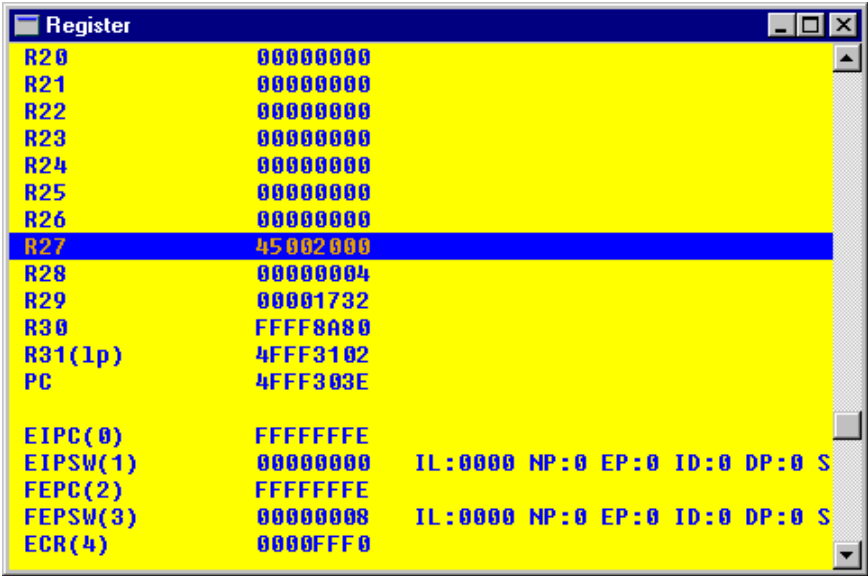 Register
R20 00000000
R21 00000000
R22 00000000
R23 00000000
R24 00000000
R25 00000000
R26 00000000
R27 45002000
R28 00000004
R29 00001732
R30 FFFF8A80
R31(lp) 4FFF3102
PC 4FFF303E
EIPC(0) FFFFFFFE
EIPSW(1) 00000000 IL:0000 NP:0 EP:0 ID:0 DP:0 S
FEPC(2) FFFFFFFE
FEPSW(3) 00000008 IL:0000 NP:0 EP:0 ID:0 DP:0 S
ECR(4) 0000FFF0